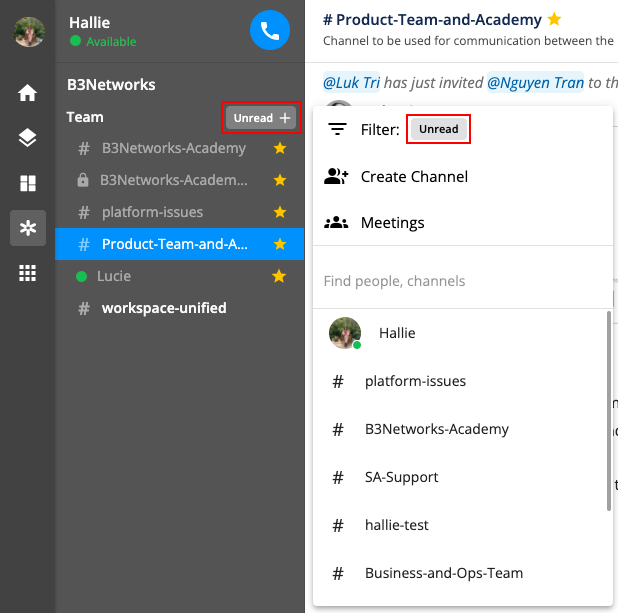 Hallie
Available
B3Networks
Team
Unread +
# B3Networks-Academy
B3Networks-Academ...
# platform-issues
# Product-Team-and-A...
Lucie
# workspace-unified
# Product-Team-and-Academy
Channel to be used for communication between the
@Luk Tri has just invited @Nguyen Tran to th
Filter: Unread
Create Channel
Meetings
Find people, channels
Hallie
# platform-issues
# B3Networks-Academy
# SA-Support
# hallie-test
# Business-and-Ops-Team